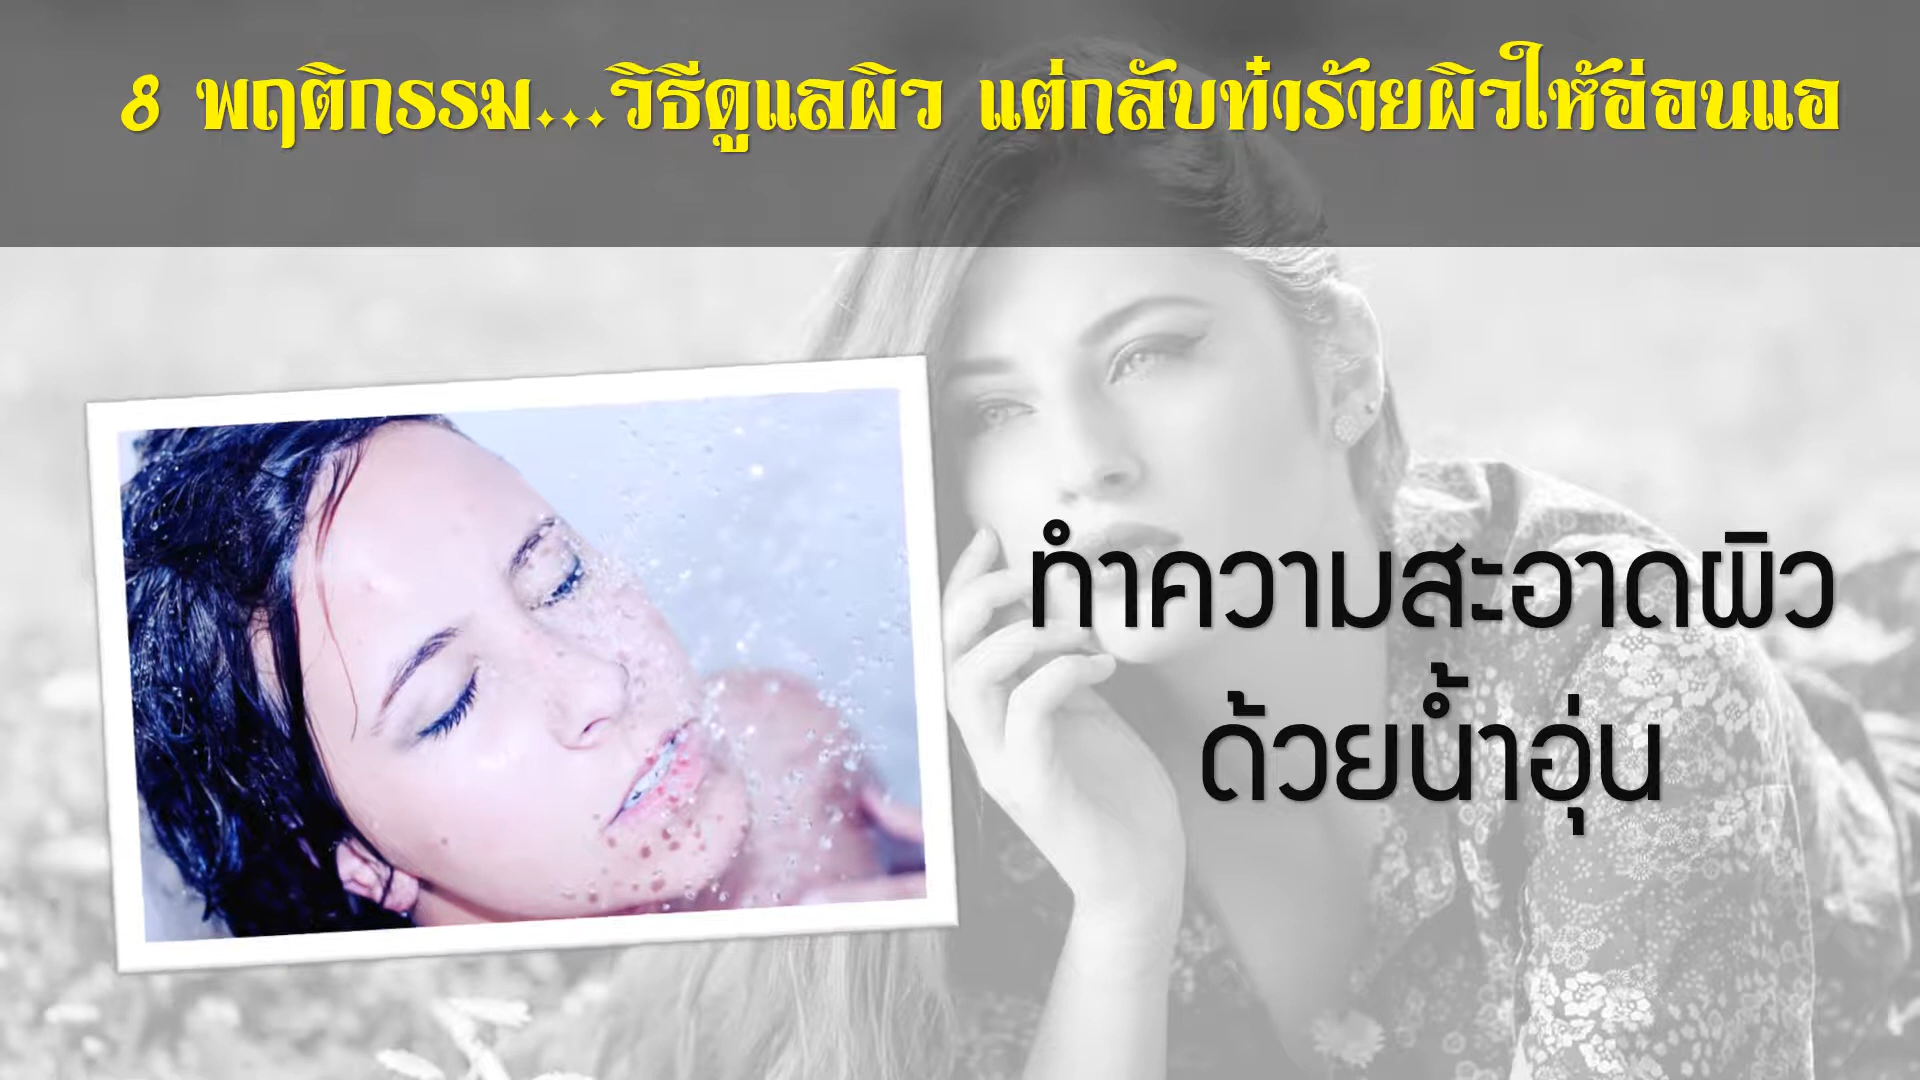 8 พฤติกรรม...วิธีดูแลผิว แต่กลับทำร้ายผิวให้อ่อนแอ
ทำความสะอาดผิว
ด้วยน้ำอุ่น